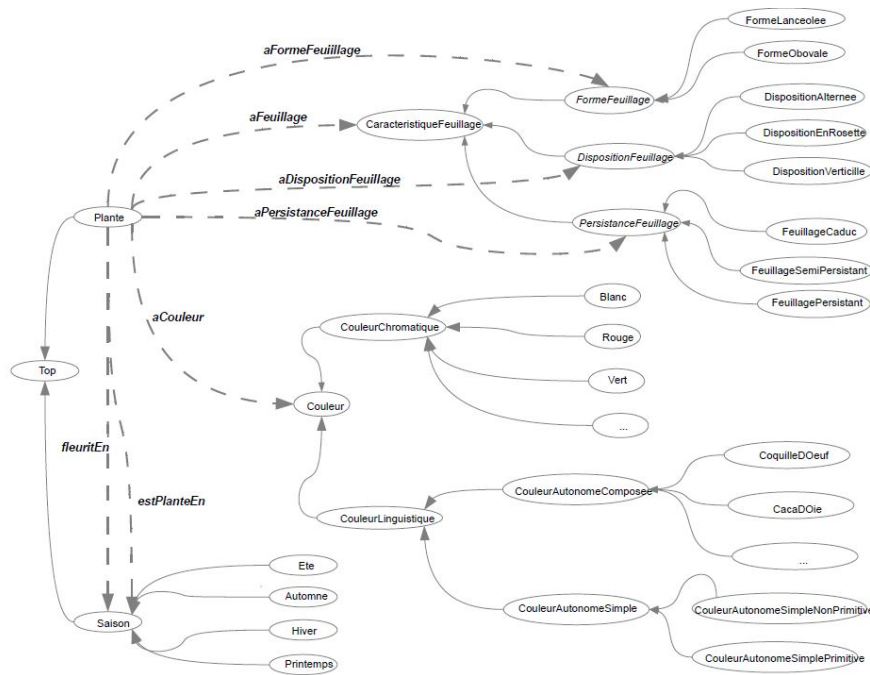 FormeLanceolee
aFormeFeuiillage
FormeObovale
FormeFeuillage
DispositionAlternee
aFeuillage
CaracteristiqueFeuillage
DispositionEnRosette
DispositionFeuillage
DispositionVerticille
aDispositionFeuillage
Plante
aPersistanceFeuillage
PersistanceFeuillage
FeuillageCaduc
FeuillageSemiPersistant
FeuillagePersistant
Blanc
aCouleur
CouleurChromatique
Rouge
Top
Vert
Couleur
...
fleuritEn
CoquilleDOeuf
CouleurAutonomeComposee
estPlanteEn
CacaDOie
CouleurLinguistique
...
Ete
Automne
CouleurAutonomeSimple
CouleurAutonomeSimpleNonPrimitive
Saison
Hiver
CouleurAutonomeSimplePrimitive
Printemps